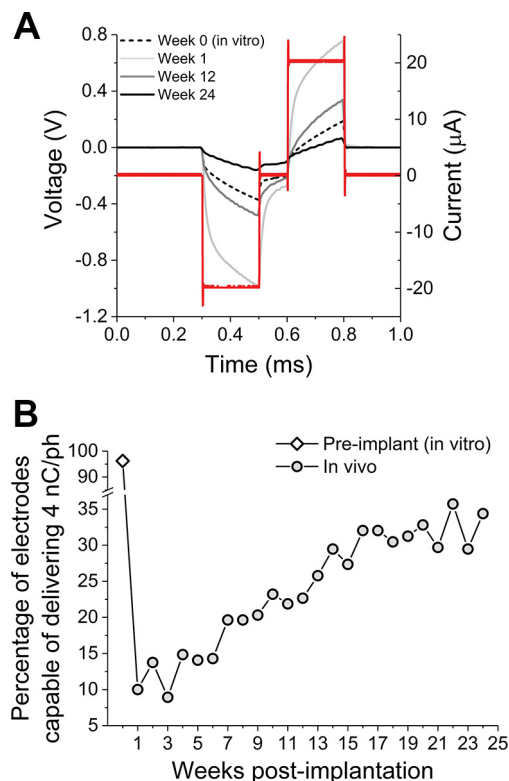 A
Week 0 (in vitro)
Week 1
Week 12
Week 24
0.8
0.4
0.0
-0.4
-0.8
-1.2
Voltage (V)
20
10
0
-10
-20
Current (μA)
0.0 0.2 0.4 0.6 0.8 1.0
Time (ms)
B
Pre-implant (in vitro)
In vivo
100
90
35
30
25
20
15
10
5
Percentage of electrodes
capable of delivering 4 nC/ph
1 3 5 7 9 11 13 15 17 19 21 23 25
Weeks post-implantation